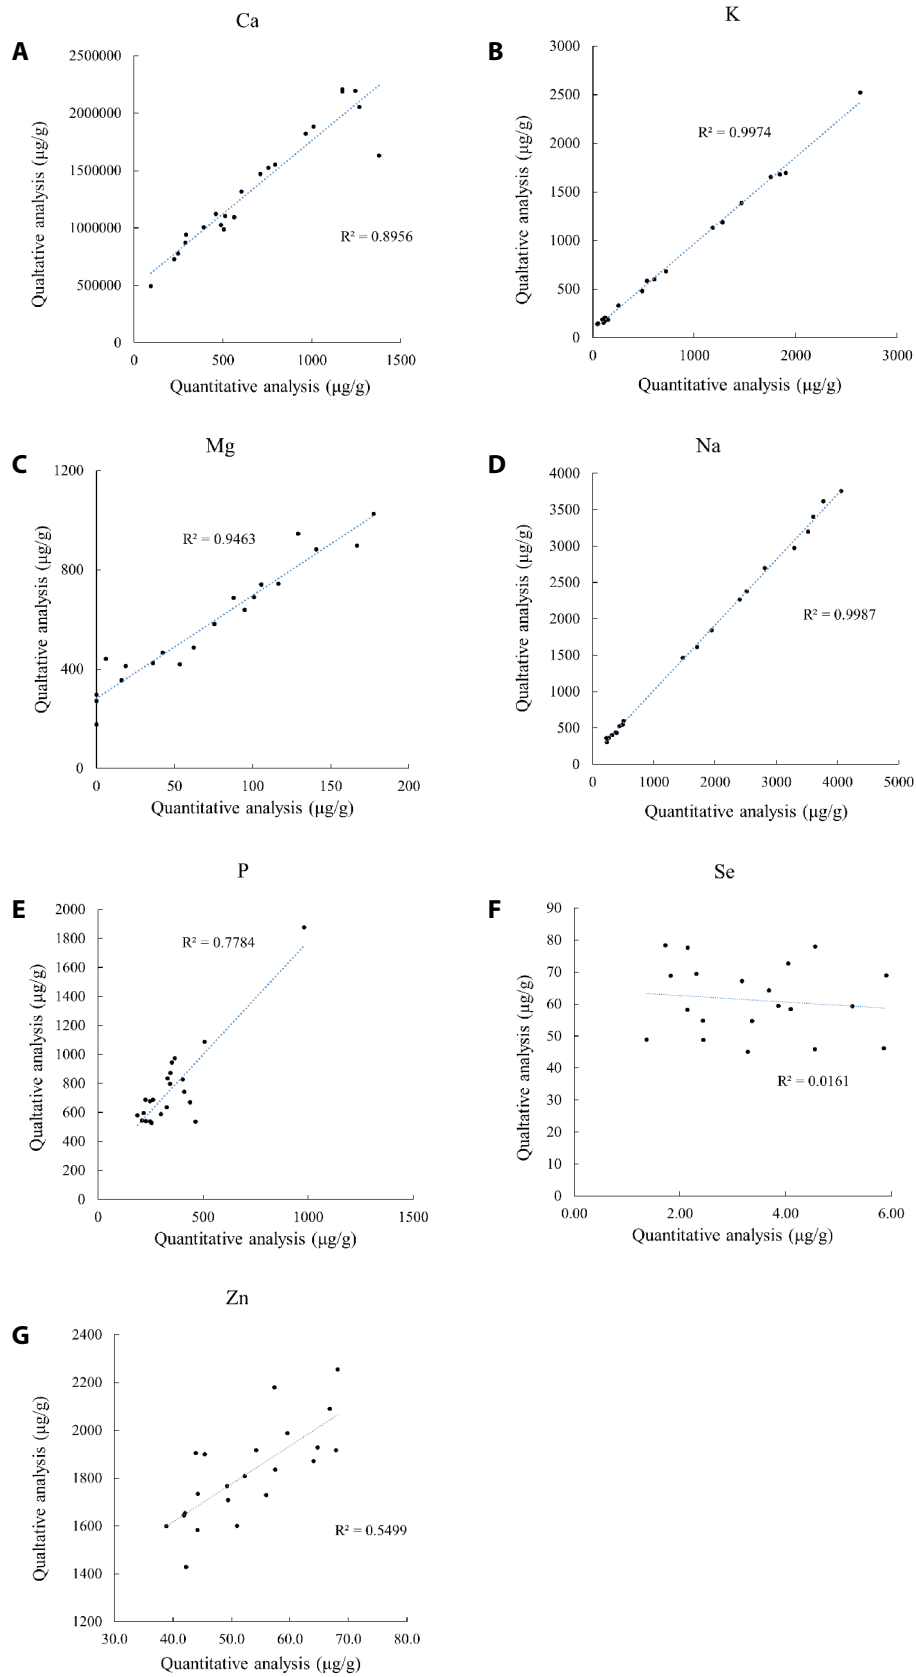 Ca
A
2500000
2000000
1500000
1000000
500000
0
0 500 1000 1500
Qualtative analysis (µg/g)
R² = 0.8956
Quantitative analysis (µg/g)
K
B
3000
2500
2000
1500
1000
500
0
0 1000 2000 3000
Qualtative analysis (µg/g)
R² = 0.9974
Quantitative analysis (µg/g)
Mg
C
1200
800
400
0
0 50 100 150 200
Qualtative analysis (µg/g)
R² = 0.9463
Quantitative analysis (µg/g)
Na
D
4000
3500
3000
2500
2000
1500
1000
500
0
0 1000 2000 3000 4000 5000
Qualtative analysis (µg/g)
R² = 0.9987
Quantitative analysis (µg/g)
P
E
2000
1800
1600
1400
1200
1000
800
600
400
200
0
0 500 1000 1500
Qualtative analysis (µg/g)
R² = 0.7784
Quantitative analysis (µg/g)
Se
F
90
80
70
60
50
40
30
20
10
0
0.00 2.00 4.00 6.00
Qualtative analysis (µg/g)
R² = 0.0161
Quantitative analysis (µg/g)
Zn
G
2400
2200
2000
1800
1600
1400
1200
30.0 40.0 50.0 60.0 70.0 80.0
Qualtative analysis (µg/g)
R² = 0.5499
Quantitative analysis (µg/g)